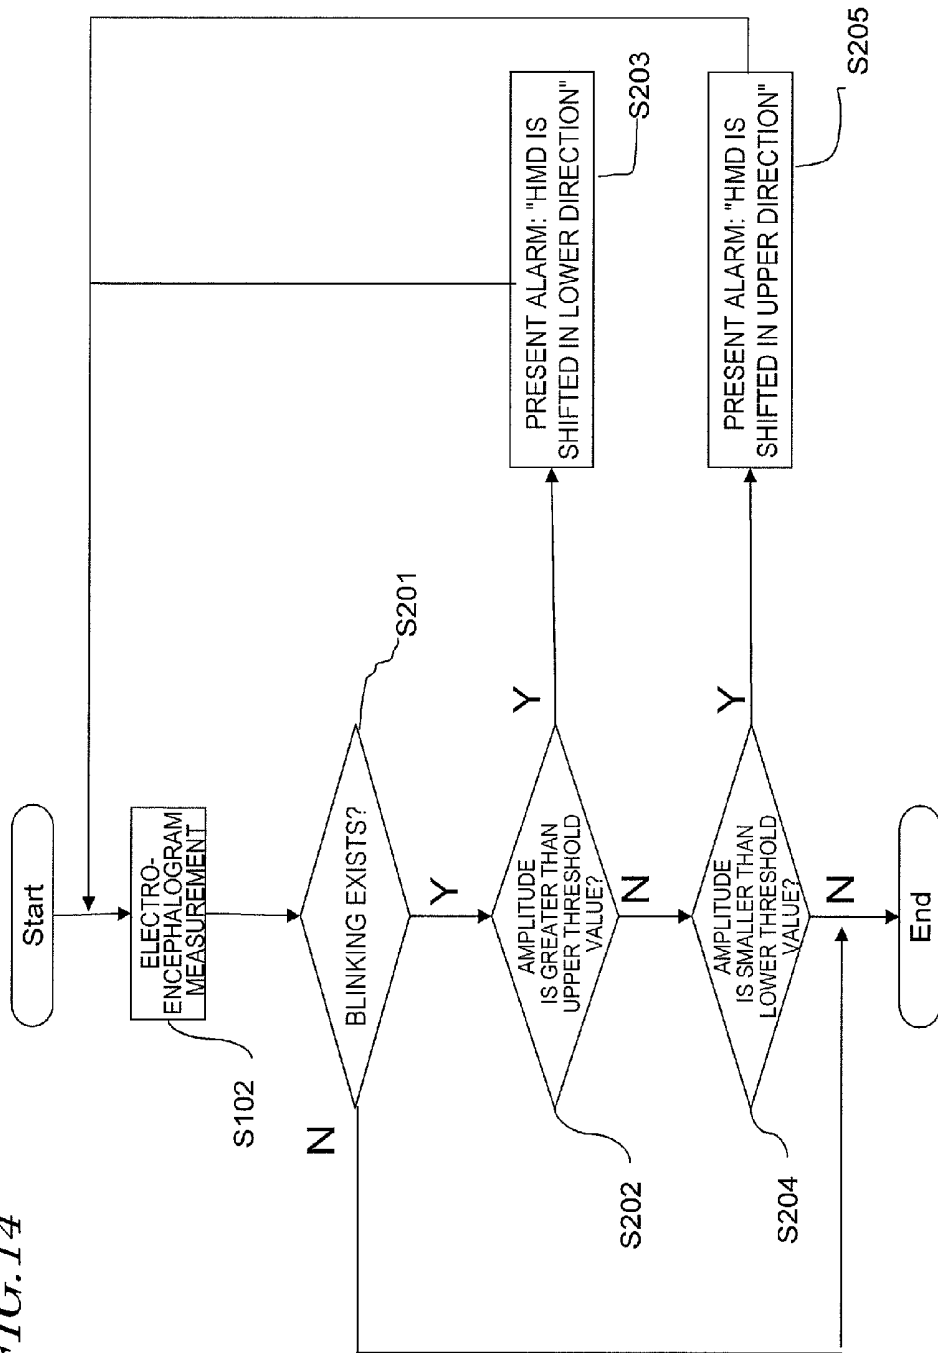 FIG.14
Start
ELECTRO-
ENCEPHALOGRAM
MEASUREMENT
S102
BLINKING EXISTS?
S201
N
Y
AMPLITUDE
IS GREATER THAN
UPPER THRESHOLD
VALUE?
S202
Y
N
PRESENT ALARM: "HMD IS
SHIFTED IN LOWER DIRECTION"
S203
AMPLITUDE
IS SMALLER THAN
LOWER THRESHOLD
VALUE?
S204
Y
N
PRESENT ALARM: "HMD IS
SHIFTED IN UPPER DIRECTION"
S205
End